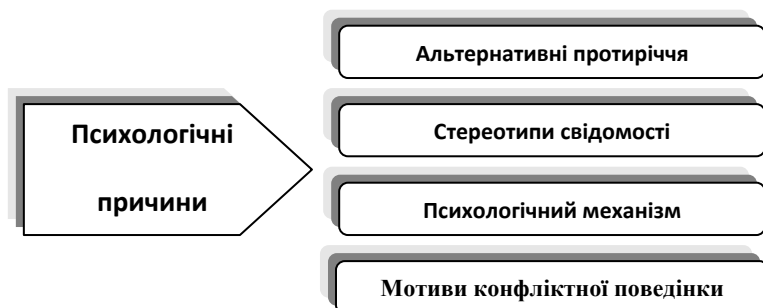 Психологічні
причини
Альтернативні протиріччя
Стереотипи свідомості
Психологічний механізм
Мотиви конфліктної поведінки